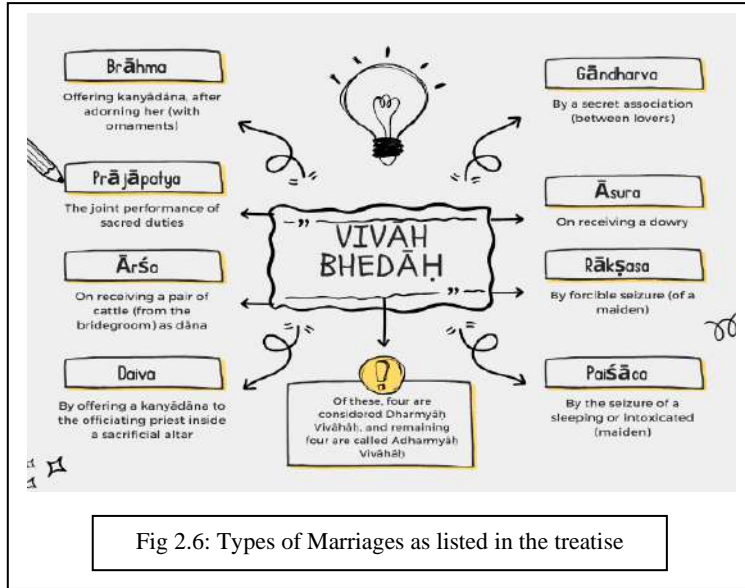 Brāhma
Offering kanyādāna, after
adorning her (with
ornaments)
Prājāpatya
The joint performance of
sacred duties
Ārśa
On receiving a pair of
cattle (from the
bridegroom) as dāna
Daiva
By offering a kanyādāna to
the officiating priest inside
a sacrificial altar
VIVAH
BHEDĀḤ
Of these, four are
considered Dharmyāḥ
Vivāhāḥ, and remaining
four are called Adharmyāḥ
Vivāhāḥ
Gāndharva
By a secret association
(between lovers)
Āsura
On receiving a dowry
Rākṣasa
By forcible seizure (of a
maiden)
Paiśāca
By the seizure of a
sleeping or intoxicated
(maiden)
Fig 2.6: Types of Marriages as listed in the treatise